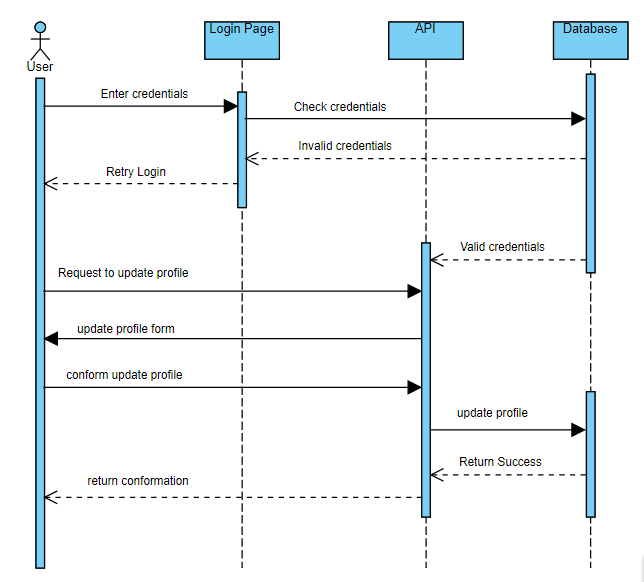 Login Page
API
Database
User
Enter credentials
Check credentials
Invalid credentials
Retry Login
Valid credentials
Request to update profile
update profile form
conform update profile
update profile
Return Success
return conformation